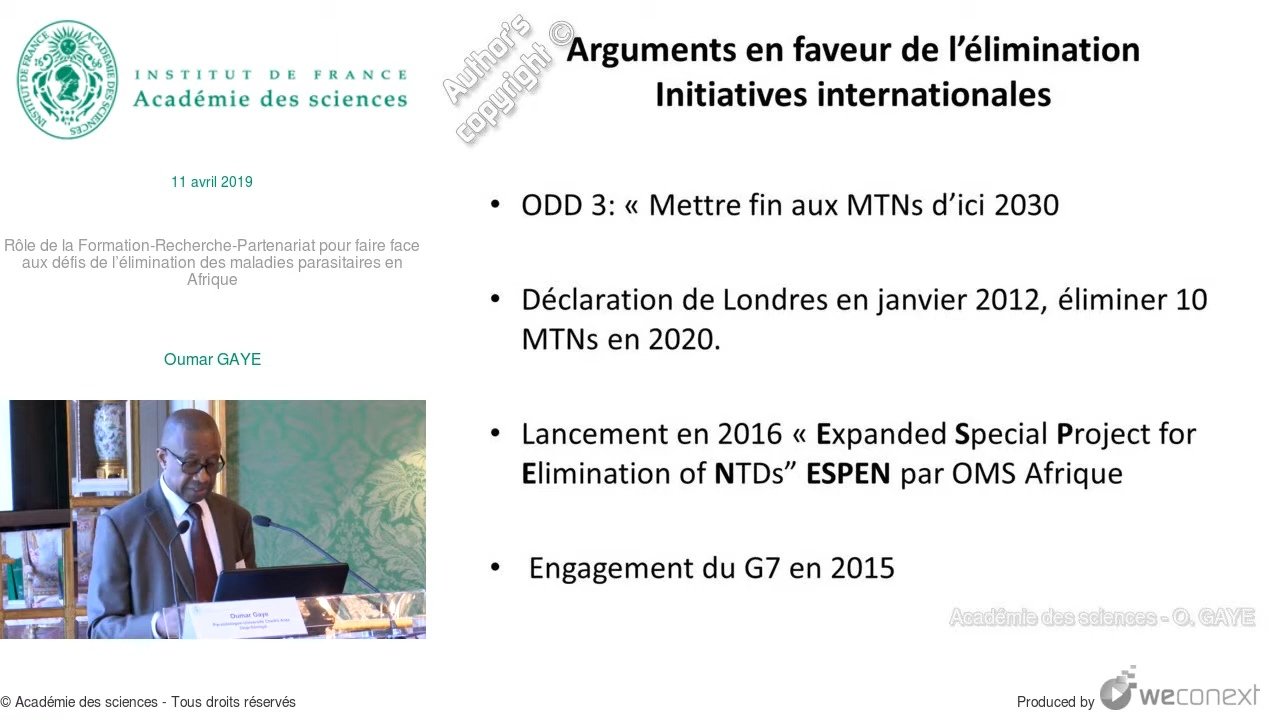 INSTITUT DE FRANCE
Académie des sciences
11 avril 2019
Rôle de la Formation-Recherche-Partenariat pour faire face
aux défis de l'élimination des maladies parasitaires en
Afrique
Oumar GAYE
Oumar Gaye
Author's
copyright ©
Arguments en faveur de l'élimination
Initiatives internationales
• ODD 3: « Mettre fin aux MTNs d'ici 2030
• Déclaration de Londres en janvier 2012, éliminer 10
MTNs en 2020.
• Lancement en 2016 « Expanded Special Project for
Elimination of NTDs” ESPEN par OMS Afrique
• Engagement du G7 en 2015
Académie des sciences - O. GAYE
© Académie des sciences - Tous droits réservés
Produced by weconext